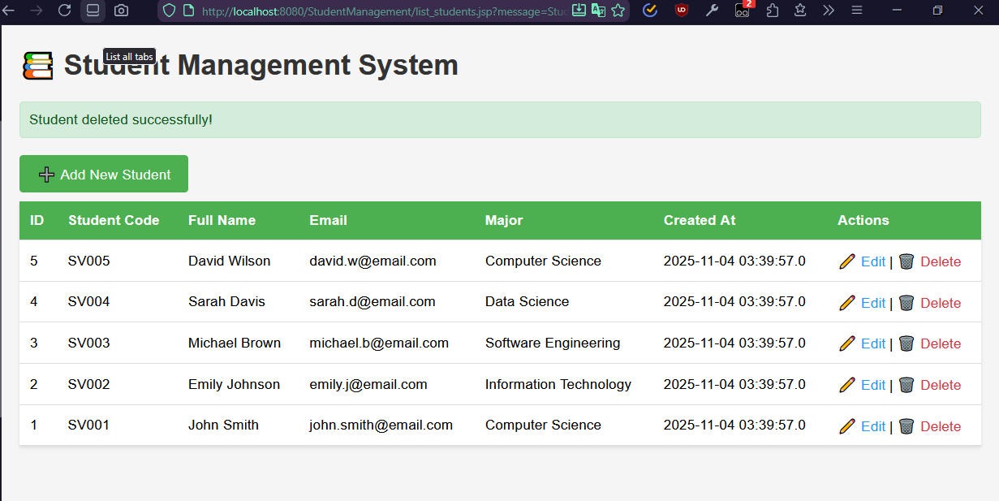 http://localhost:8080/StudentManagement/list_students.jsp?message=Stu
2
List all tabs
Student Management System
Student deleted successfully!
Add New Student
ID Student Code Full Name Email Major Created At Actions
5 SV005 David Wilson david.w@email.com Computer Science 2025-11-04 03:39:57.0 Edit | Delete
4 SV004 Sarah Davis sarah.d@email.com Data Science 2025-11-04 03:39:57.0 Edit | Delete
3 SV003 Michael Brown michael.b@email.com Software Engineering 2025-11-04 03:39:57.0 Edit | Delete
2 SV002 Emily Johnson emily.j@email.com Information Technology 2025-11-04 03:39:57.0 Edit | Delete
1 SV001 John Smith john.smith@email.com Computer Science 2025-11-04 03:39:57.0 Edit | Delete